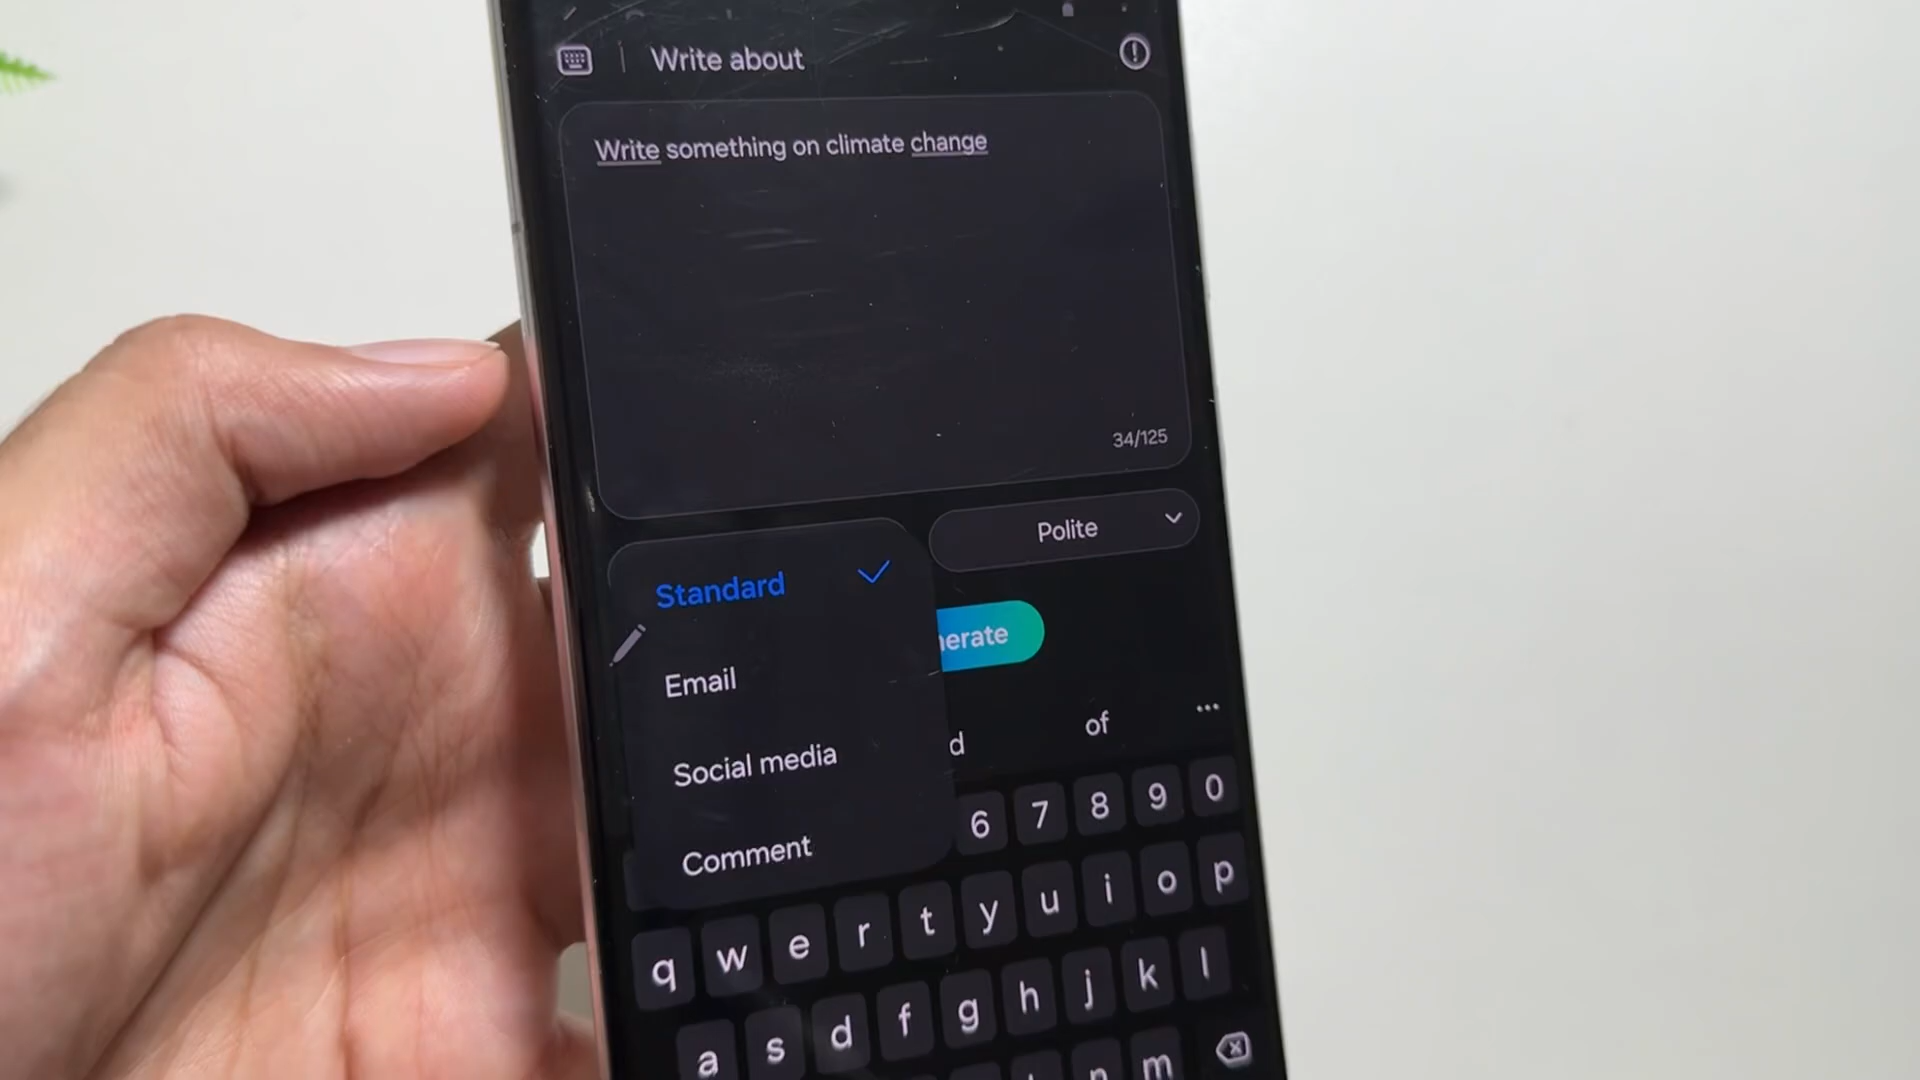 Write about
Write something on climate change
34/125
Polite
Standard
Email
Social media
Comment
nerate
d of ...
6 7 8 9 0
q w e r t y u i o p
a s d f g h j k l
n m